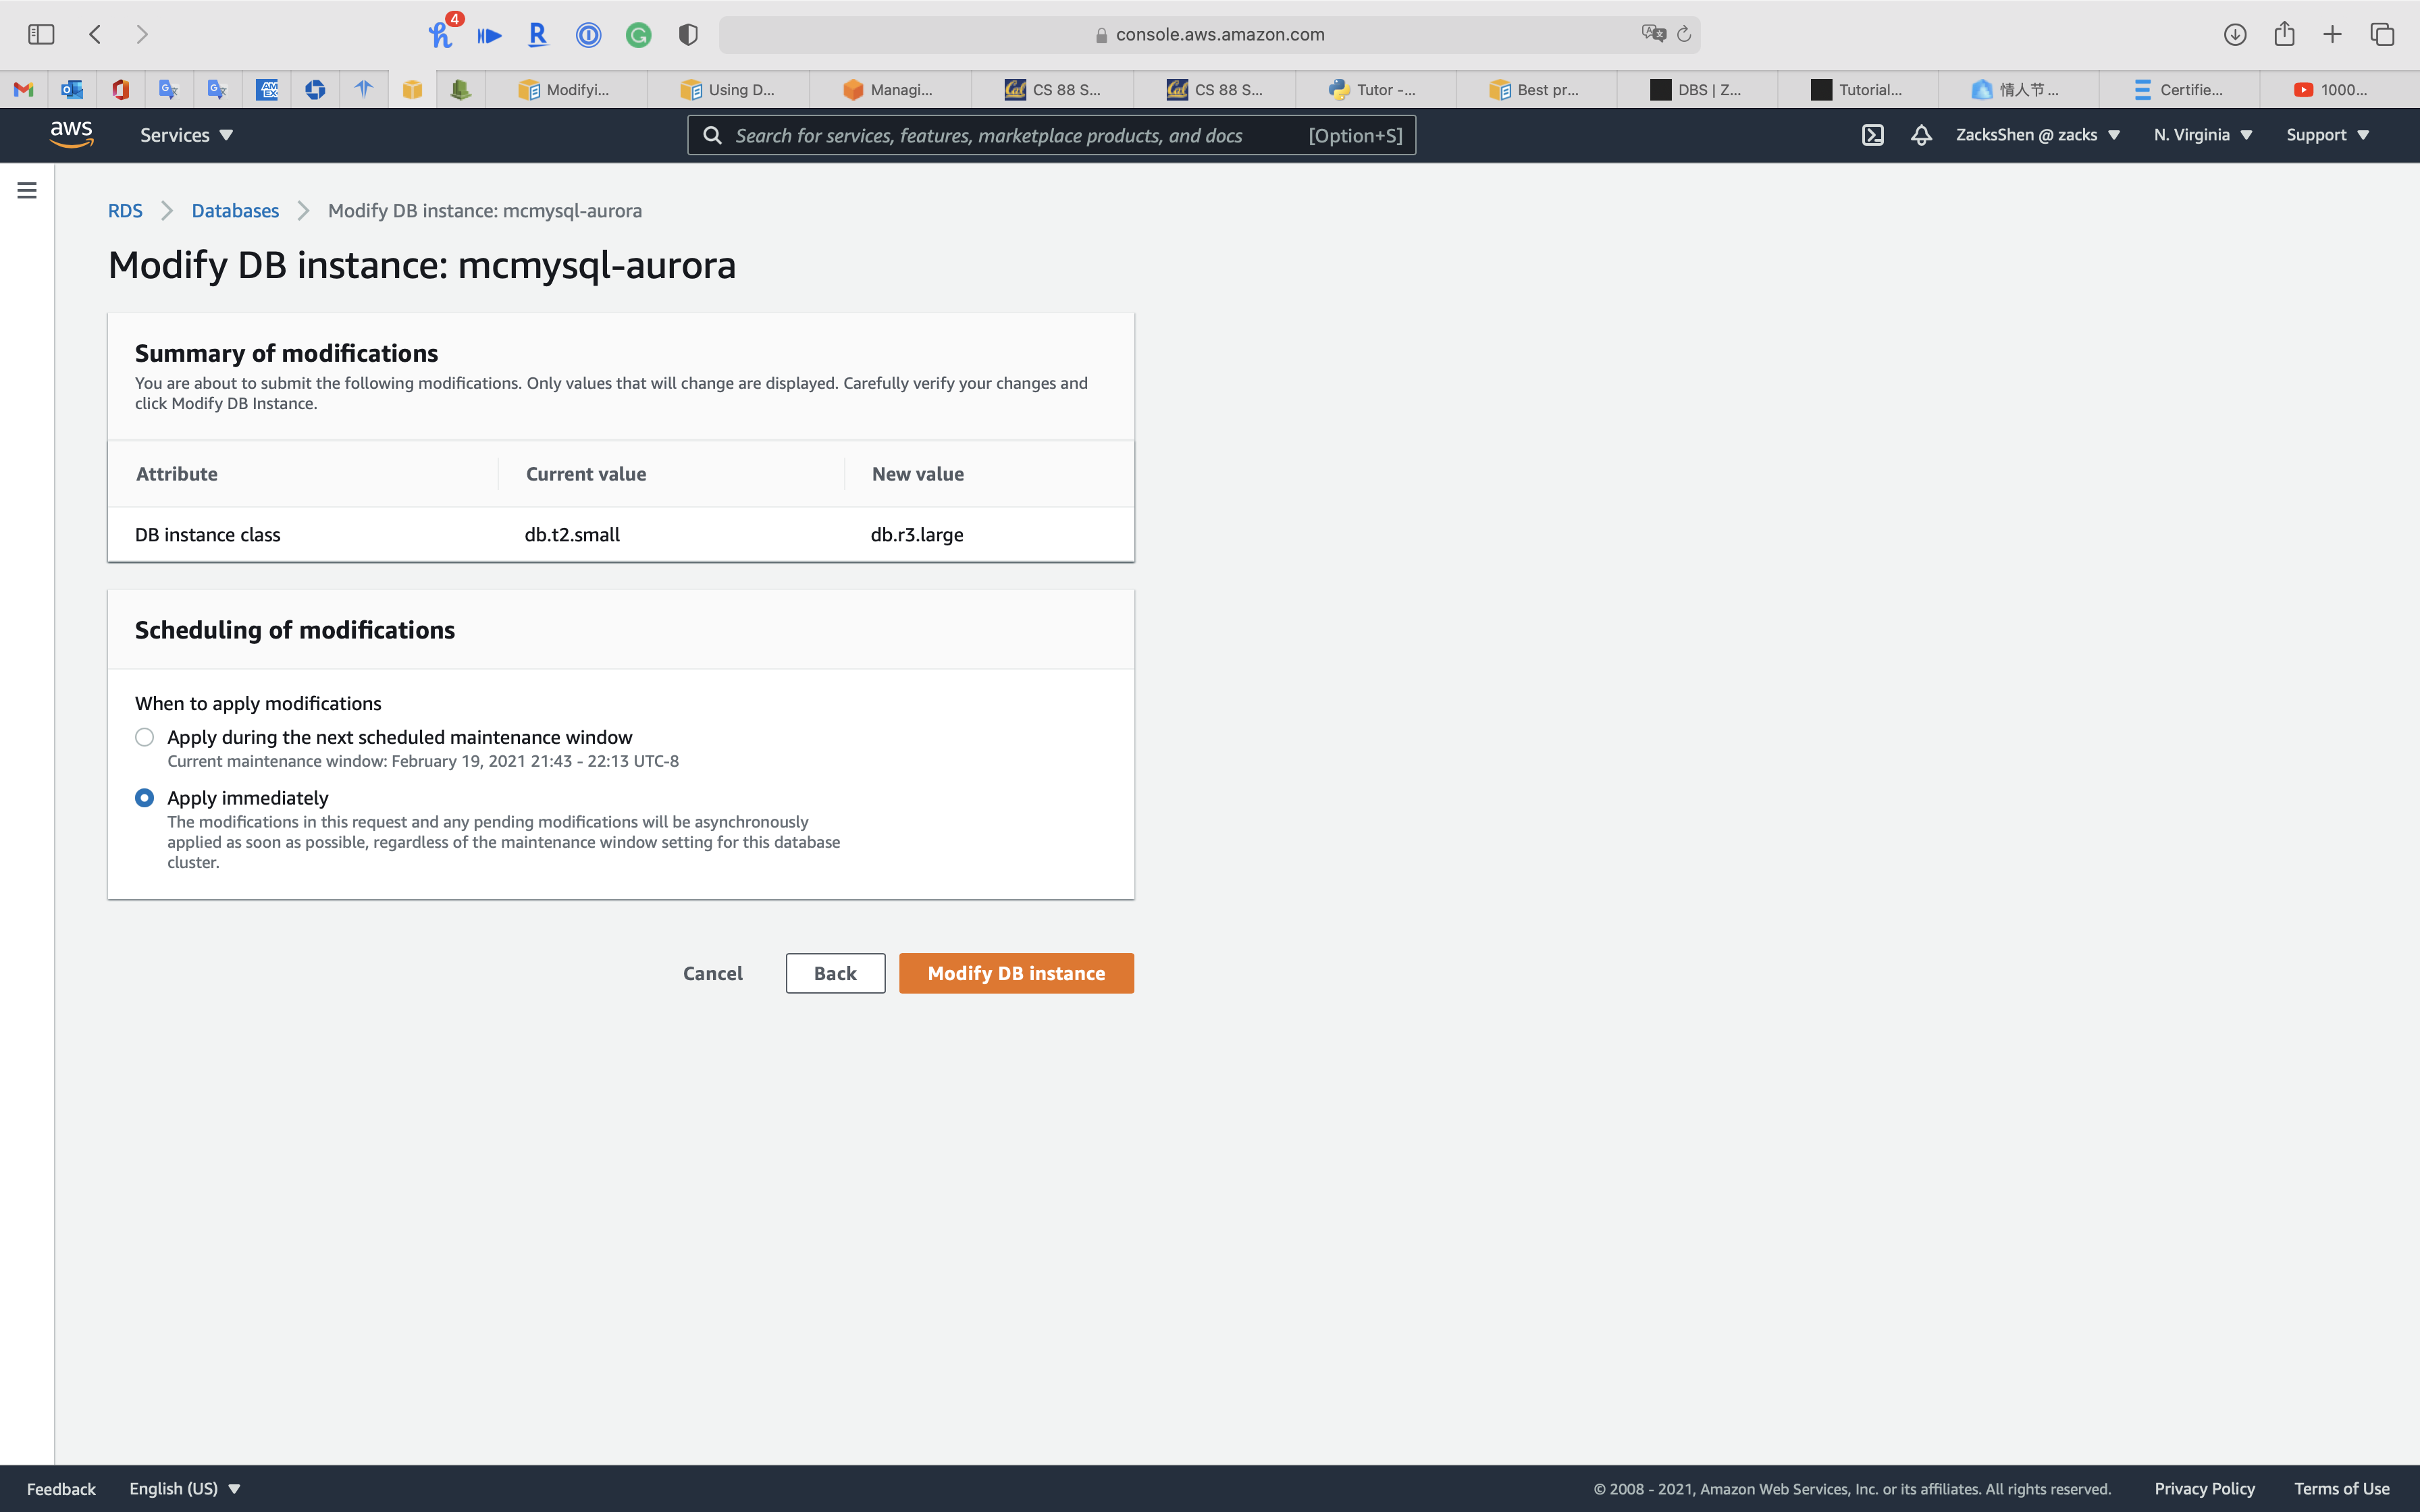 4
console.aws.amazon.com
Modifyi...
Using D...
Managi...
CS 88 S...
CS 88 S...
Tutor -...
Best pr...
DBS | Z...
Tutorial...
情人节 ...
Certifie...
1000...
aws
Services
Search for services, features, marketplace products, and docs
[Option+S]
ZacksShen @ zacks
N. Virginia
Support
RDS
Databases
Modify DB instance: mcmysql-aurora
Modify DB instance: mcmysql-aurora
Summary of modifications
You are about to submit the following modifications. Only values that will change are displayed. Carefully verify your changes and
click Modify DB Instance.
Attribute
Current value
New value
DB instance class
db.t2.small
db.r3.large
Scheduling of modifications
When to apply modifications
Apply during the next scheduled maintenance window
Current maintenance window: February 19, 2021 21:43 - 22:13 UTC-8
Apply immediately
The modifications in this request and any pending modifications will be asynchronously
applied as soon as possible, regardless of the maintenance window setting for this database
cluster.
Cancel
Back
Modify DB instance
Feedback
English (US)
© 2008 - 2021, Amazon Web Services, Inc. or its affiliates. All rights reserved.
Privacy Policy
Terms of Use